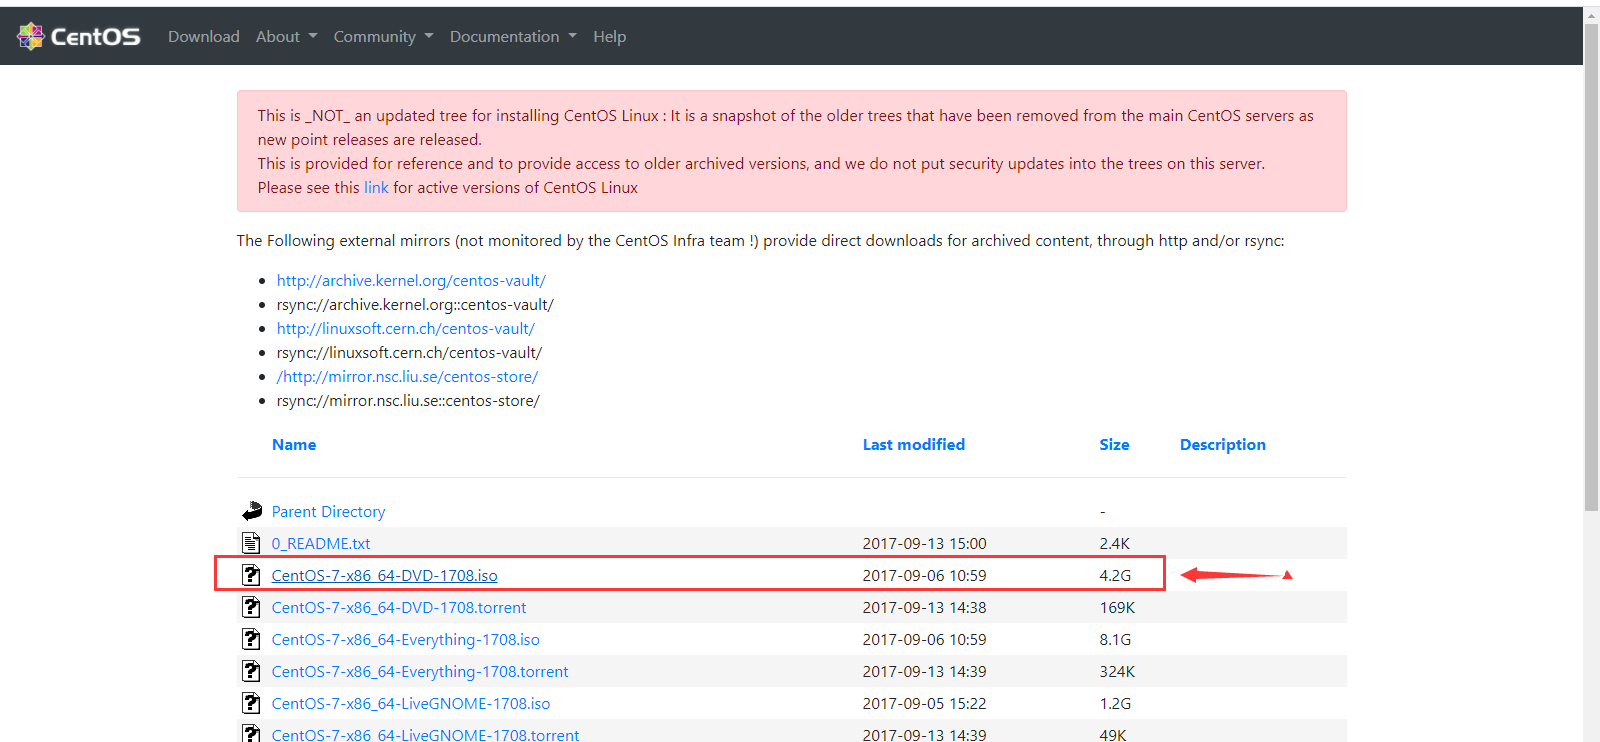 CentOS Download About Community Documentation Help
This is _NOT_ an updated tree for installing CentOS Linux : It is a snapshot of the older trees that have been removed from the main CentOS servers as
new point releases are released.
This is provided for reference and to provide access to older archived versions, and we do not put security updates into the trees on this server.
Please see this link for active versions of CentOS Linux
The Following external mirrors (not monitored by the CentOS Infra team !) provide direct downloads for archived content, through http and/or rsync:
http://archive.kernel.org/centos-vault/
rsync://archive.kernel.org::centos-vault/
http://linuxsoft.cern.ch/centos-vault/
rsync://linuxsoft.cern.ch/centos-vault/
/http://mirror.nsc.liu.se/centos-store/
rsync://mirror.nsc.liu.se::centos-store/
Name Last modified Size Description
Parent Directory -
0_README.txt 2017-09-13 15:00 2.4K
CentOS-7-x86_64-DVD-1708.iso 2017-09-06 10:59 4.2G
CentOS-7-x86_64-DVD-1708.torrent 2017-09-13 14:38 169K
CentOS-7-x86_64-Everything-1708.iso 2017-09-06 10:59 8.1G
CentOS-7-x86_64-Everything-1708.torrent 2017-09-13 14:39 324K
CentOS-7-x86_64-LiveGNOME-1708.iso 2017-09-05 15:22 1.2G
CentOS-7-x86_64-LiveGNOME-1708.torrent 2017-09-13 14:39 49K